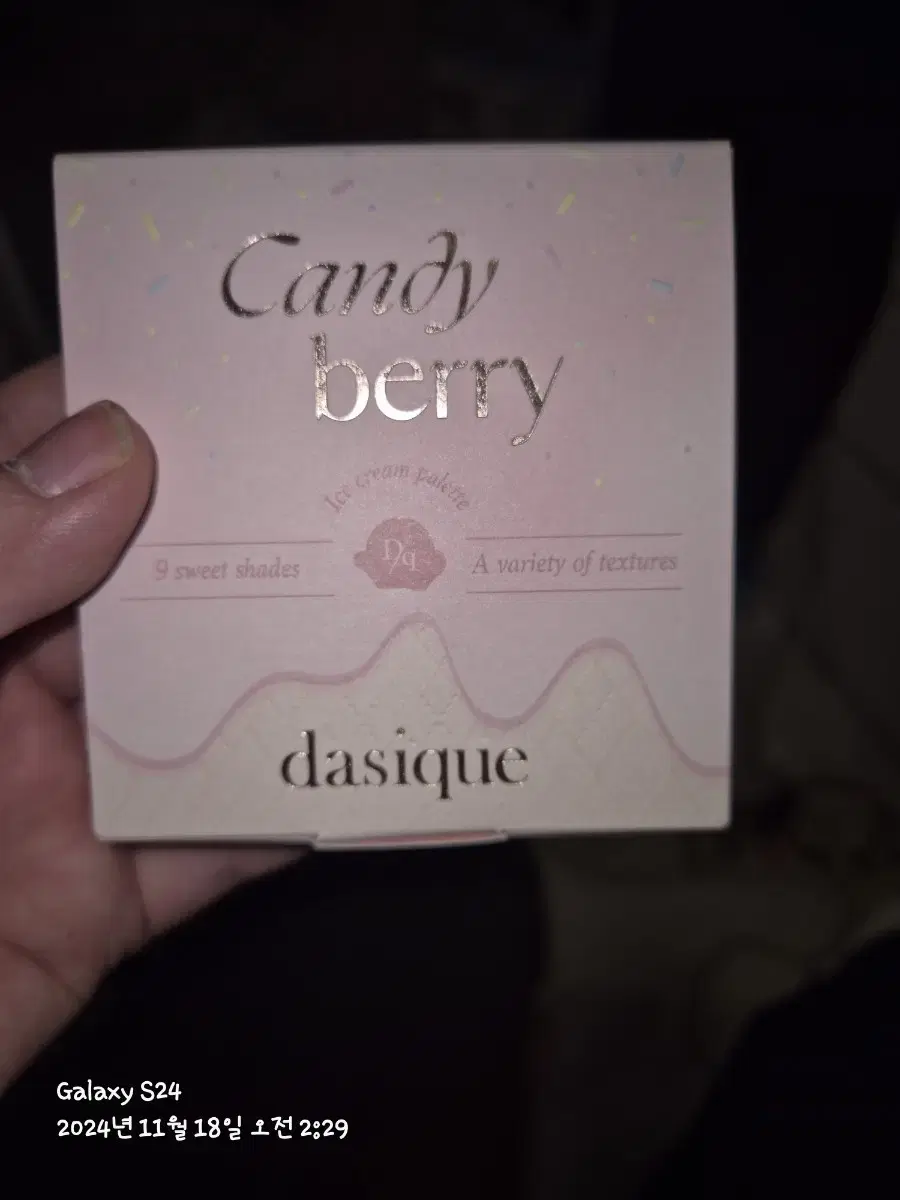 Candy
berry
Ice cream palette
9 sweet shades
Dq
A variety of textures
dasique
Galaxy S24
2024년 11월 18일 오전 2:29